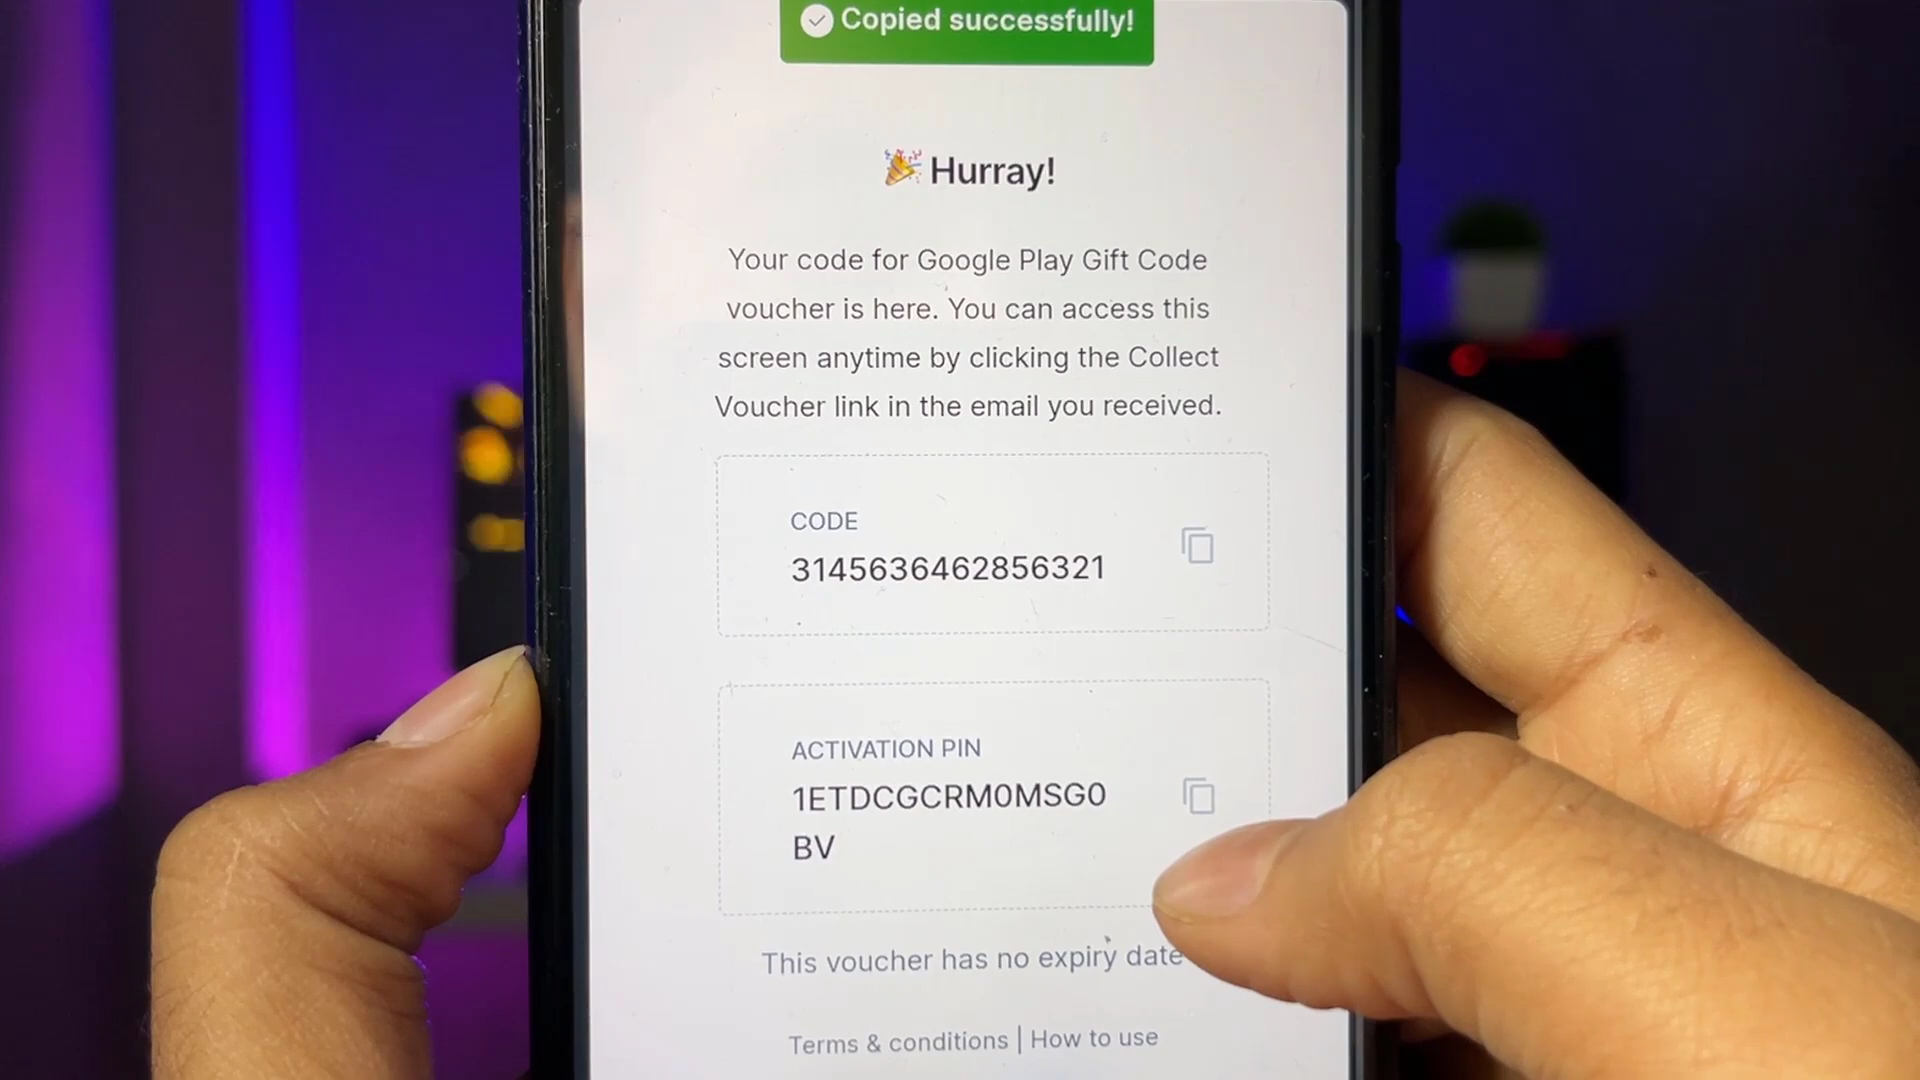 Copied successfully!
🎉 Hurray!
Your code for Google Play Gift Code
voucher is here. You can access this
screen anytime by clicking the Collect
Voucher link in the email you received.
CODE
3145636462856321
ACTIVATION PIN
1ETDCGCRM0MSG0
BV
This voucher has no expiry date
Terms & conditions | How to use